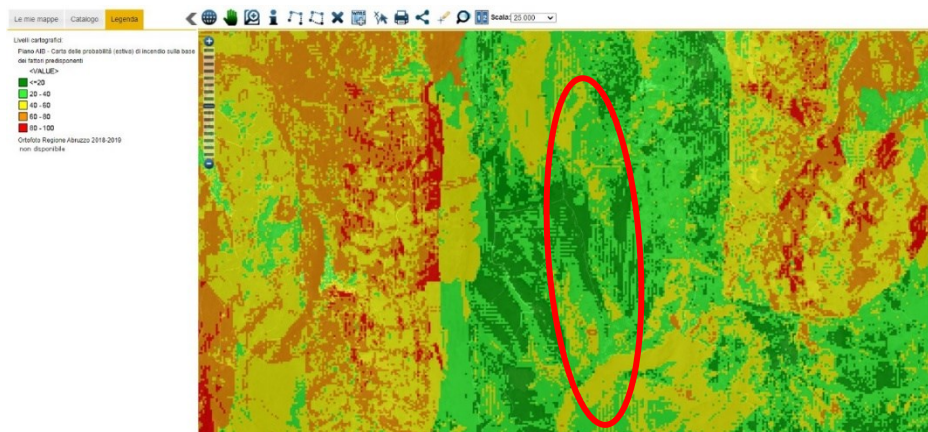 Le mie mappe Catalogo Legenda
Scala: 25.000
Livelli cartografici:
Piano AIB - Carta delle probabilità (estiva) di incendio sulla base
dei fattori predisponenti
<VALUE>
<=20
20 - 40
40 - 60
60 - 80
80 - 100
Ortofoto Regione Abruzzo 2018-2019
non disponibile